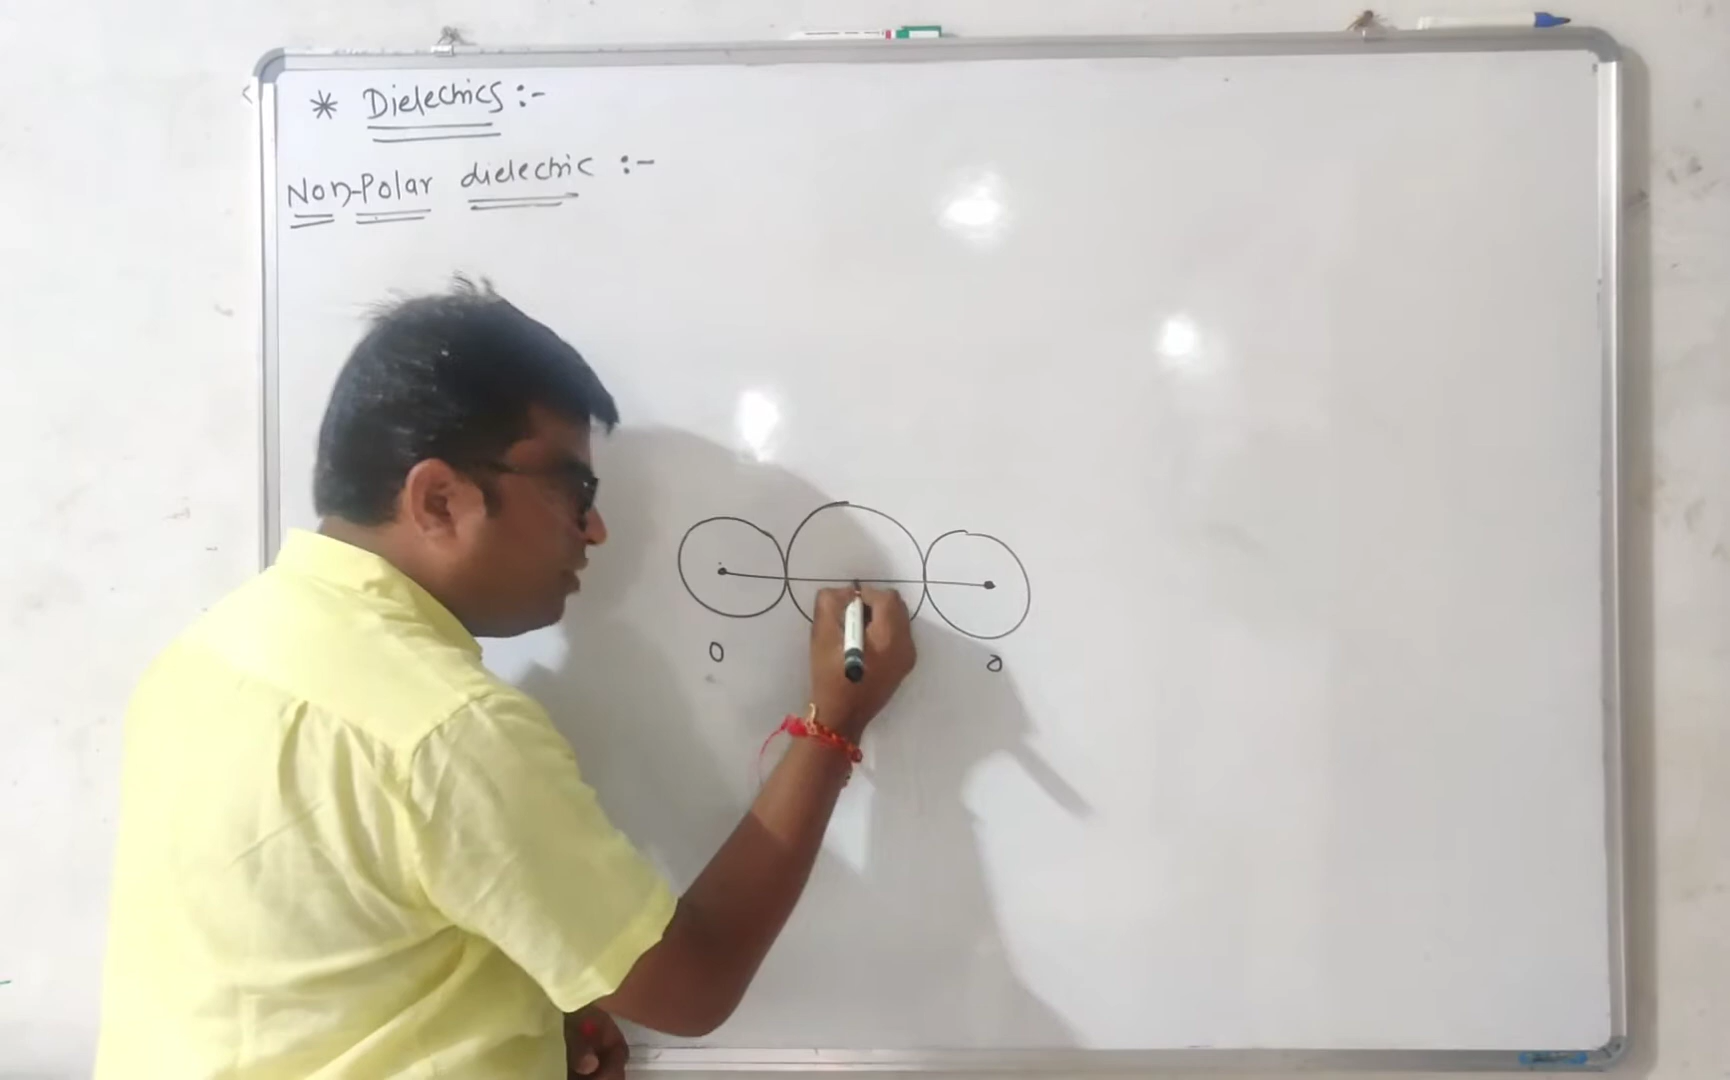 * Dielectrics :-
Non-Polar dielectric :-
O O